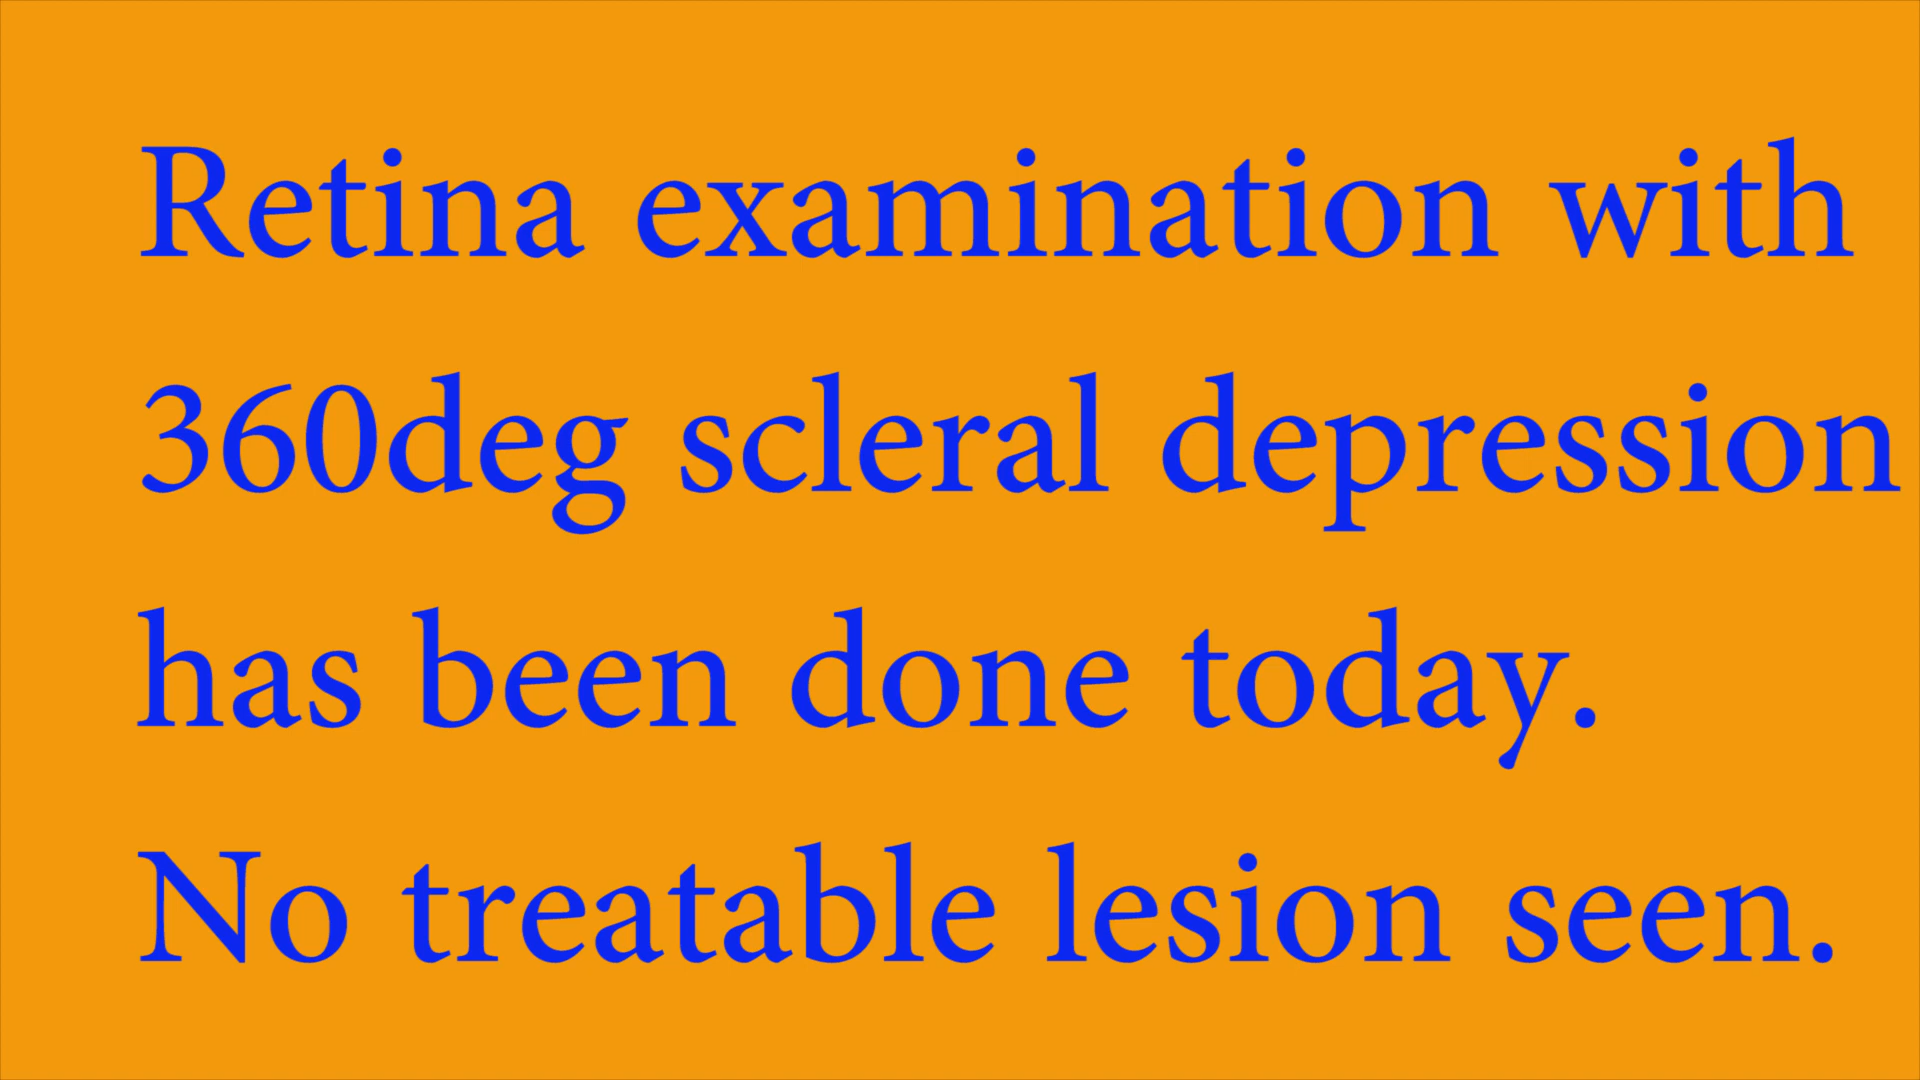 Retina examination with
360deg scleral depression
has been done today.
No treatable lesion seen.